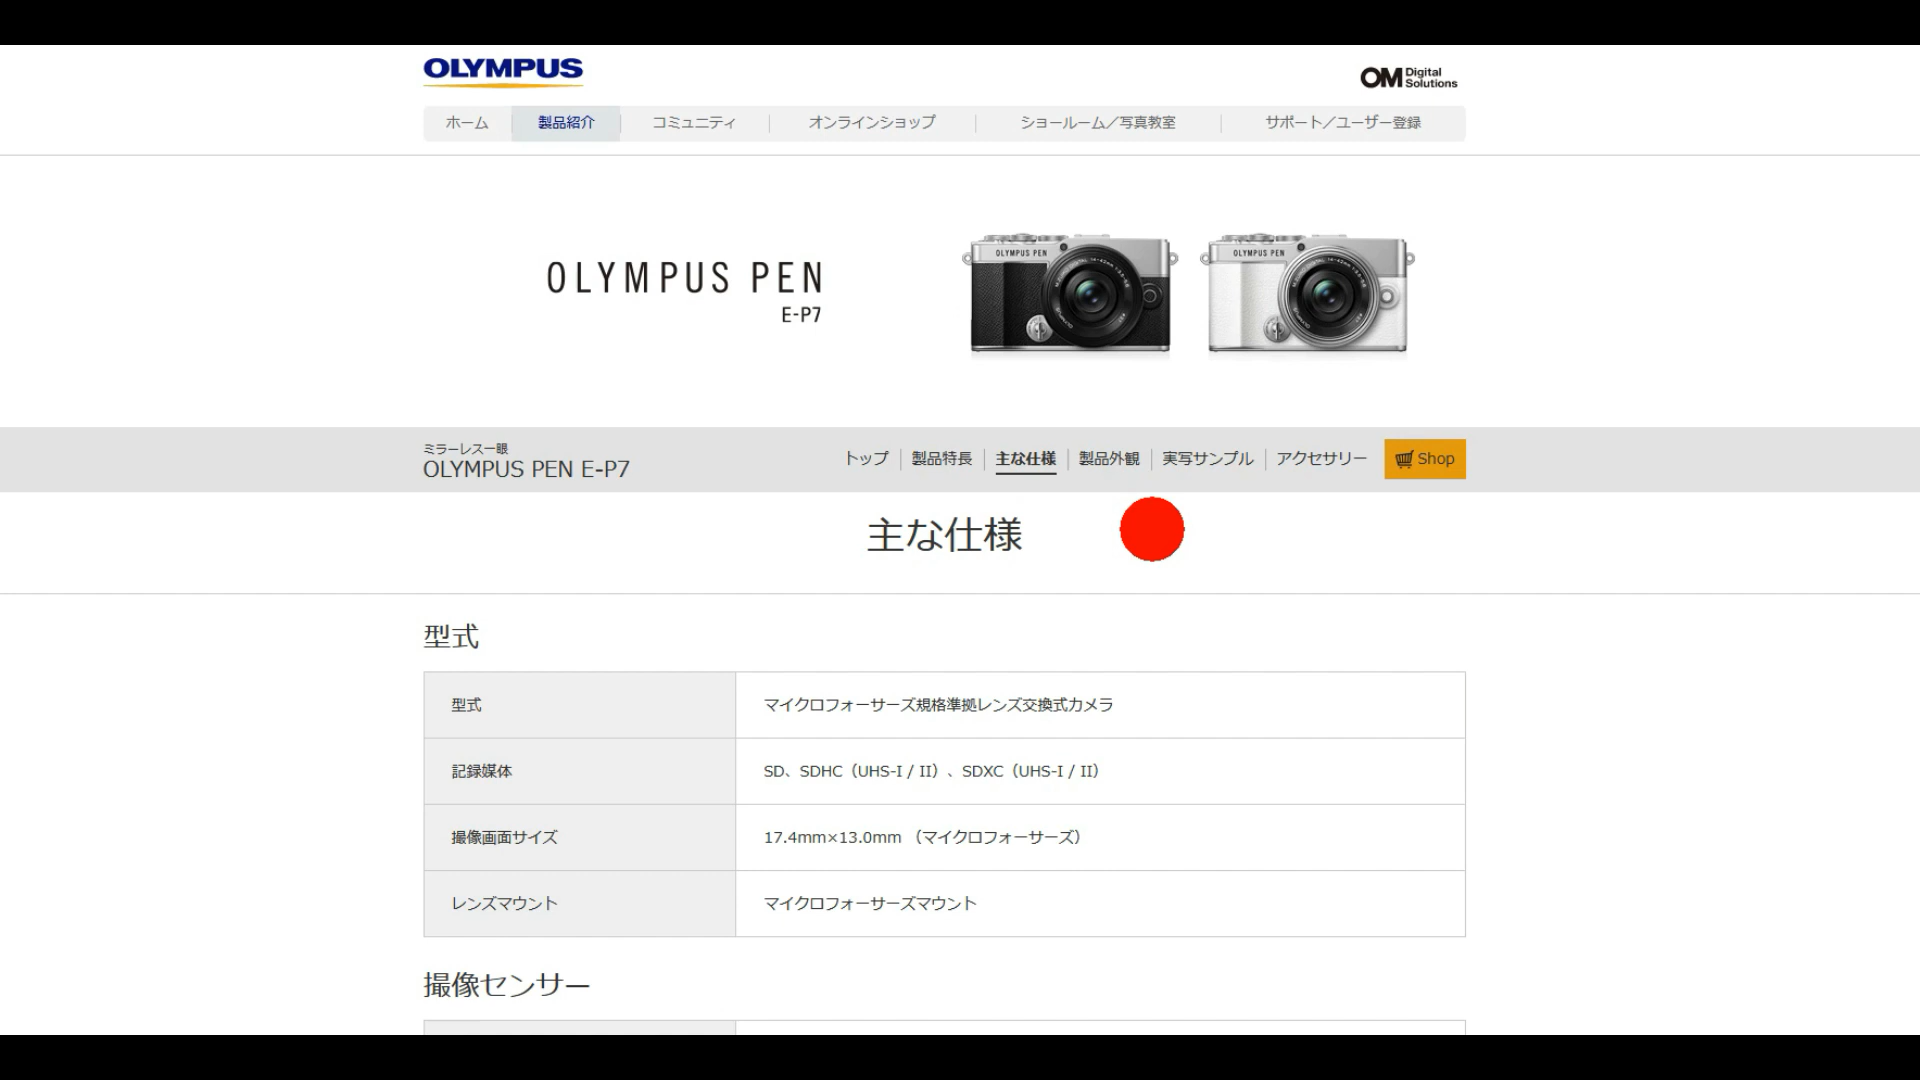 OLYMPUS
OM Digital Solutions
ホーム 製品紹介 コミュニティ オンラインショップ ショールーム／写真教室 サポート／ユーザー登録
OLYMPUS PEN
E-P7
OLYMPUS PEN
OLYMPUS PEN
ミラーレス一眼
OLYMPUS PEN E-P7
トップ 製品特長 主な仕様 製品外観 実写サンプル アクセサリー Shop
主な仕様
型式
型式 マイクロフォーサーズ規格準拠レンズ交換式カメラ
記録媒体 SD、SDHC（UHS-I / II）、SDXC（UHS-I / II）
撮像画面サイズ 17.4mm×13.0mm （マイクロフォーサーズ）
レンズマウント マイクロフォーサーズマウント
撮像センサー